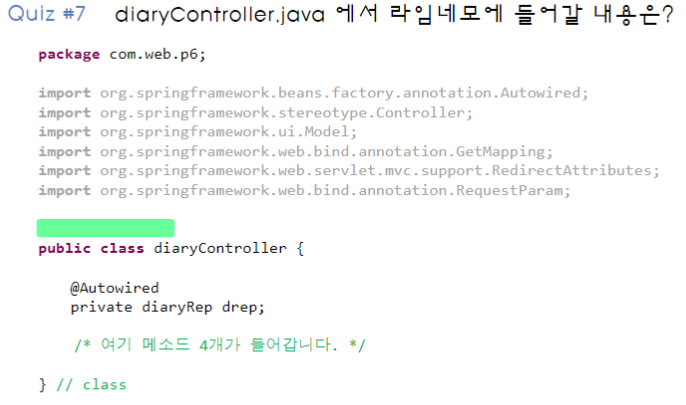 Quiz #7 diaryController.java 에서 라임네모에 들어갈 내용은?
package com.web.p6;
import org.springframework.beans.factory.annotation.Autowired;
import org.springframework.stereotype.Controller;
import org.springframework.ui.Model;
import org.springframework.web.bind.annotation.GetMapping;
import org.springframework.web.servlet.mvc.support.RedirectAttributes;
import org.springframework.web.bind.annotation.RequestParam;
public class diaryController {
@Autowired
private diaryRep drep;
/* 여기 메소드 4개가 들어갑니다. */
} // class